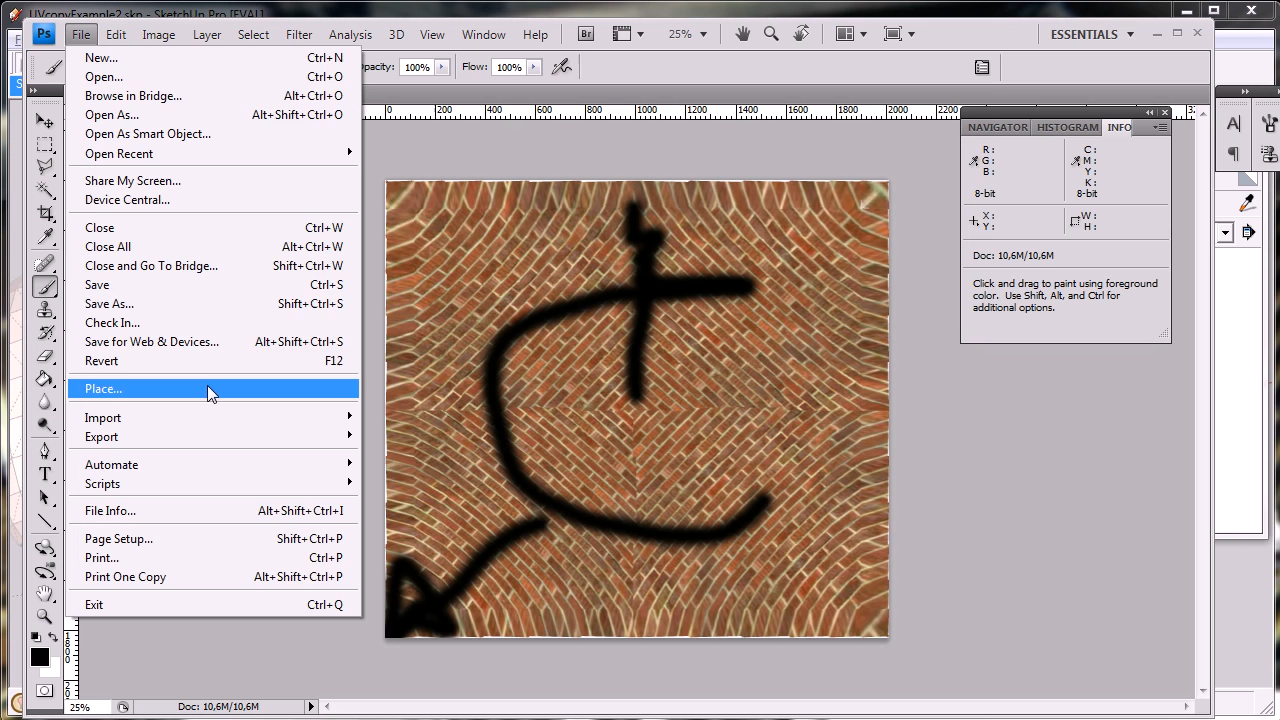 UVcopyExample2.skp - SketchUp Pro [EVAL]
Ps File Edit Image Layer Select Filter Analysis 3D View Window Help Br 25% ESSENTIALS
pacity: 100% Flow: 100%
New... Ctrl+N
Open... Ctrl+O
Browse in Bridge... Alt+Ctrl+O
Open As... Alt+Shift+Ctrl+O
Open As Smart Object...
Open Recent
Share My Screen...
Device Central...
Close Ctrl+W
Close All Alt+Ctrl+W
Close and Go To Bridge... Shift+Ctrl+W
Save Ctrl+S
Save As... Shift+Ctrl+S
Check In...
Save for Web & Devices... Alt+Shift+Ctrl+S
Revert F12
Place...
Import
Export
Automate
Scripts
File Info... Alt+Shift+Ctrl+I
Page Setup... Shift+Ctrl+P
Print... Ctrl+P
Print One Copy Alt+Shift+Ctrl+P
Exit Ctrl+Q
0 200 400 600 800 1000 1200 1400 1600 1800 2000 2200
NAVIGATOR HISTOGRAM INFO
R: C:
G: M:
B: Y:
K:
8-bit 8-bit
X: W:
Y: H:
Doc: 10,6M/10,6M
Click and drag to paint using foreground
color. Use Shift, Alt, and Ctrl for
additional options.
25% Doc: 10,6M/10,6M